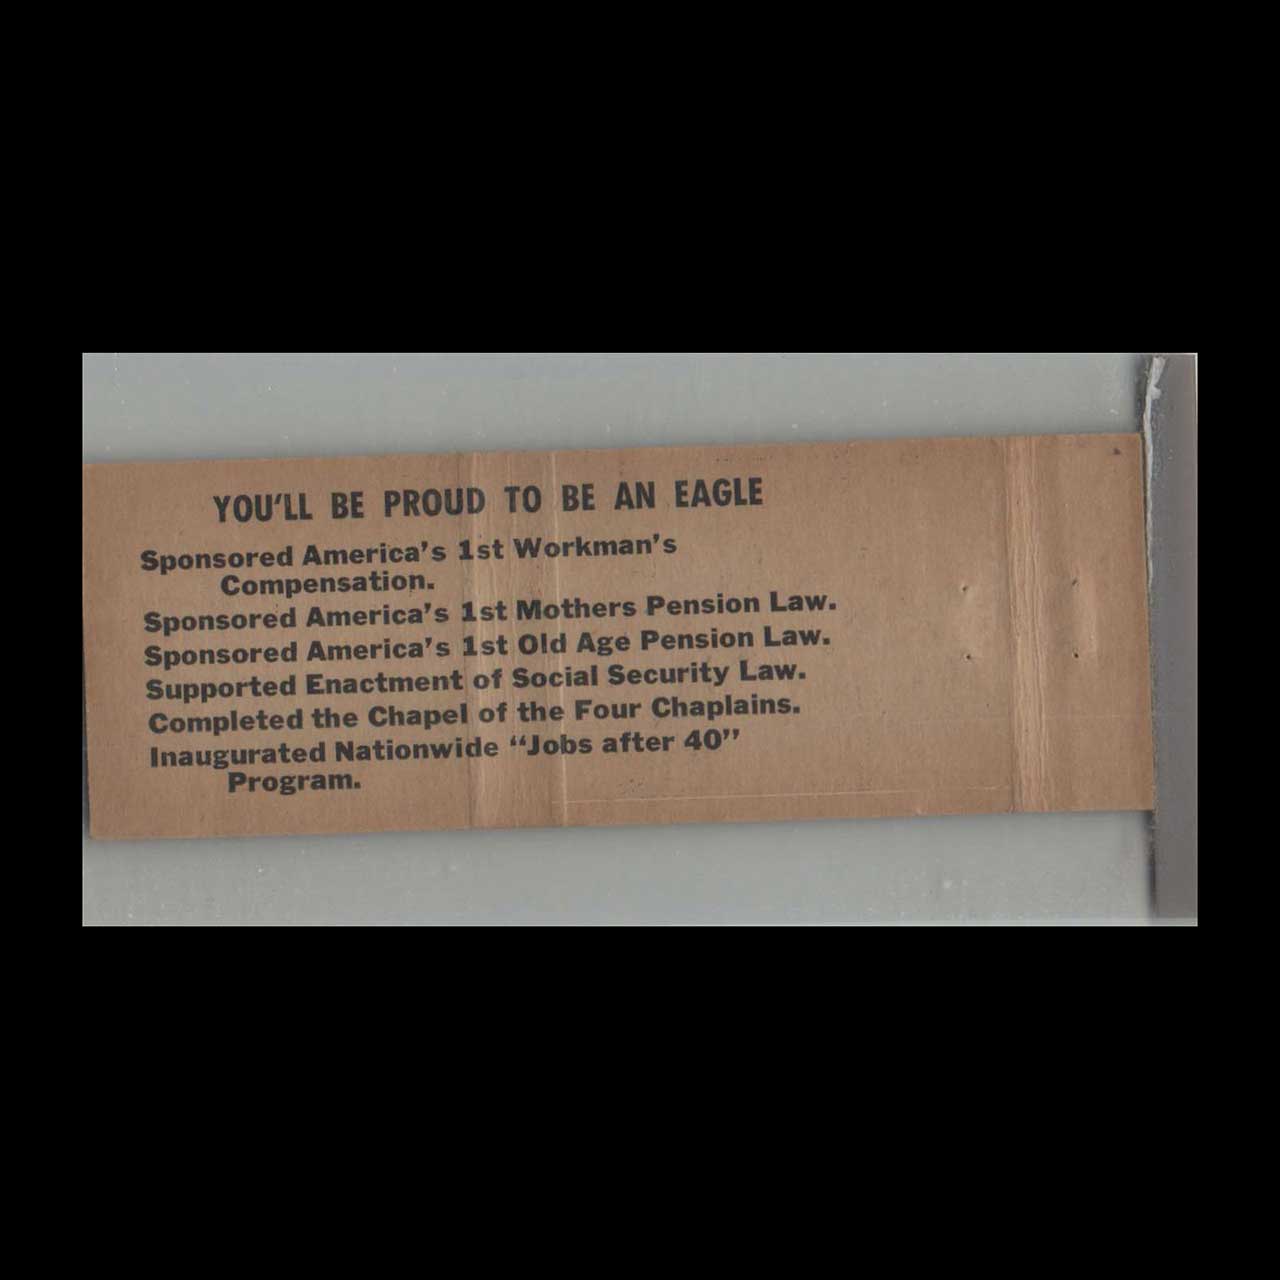 YOU'LL BE PROUD TO BE AN EAGLE
Sponsored America's 1st Workman's
Compensation.
Sponsored America's 1st Mothers Pension Law.
Sponsored America's 1st Old Age Pension Law.
Supported Enactment of Social Security Law.
Completed the Chapel of the Four Chaplains.
Inaugurated Nationwide “Jobs after 40”
Program.